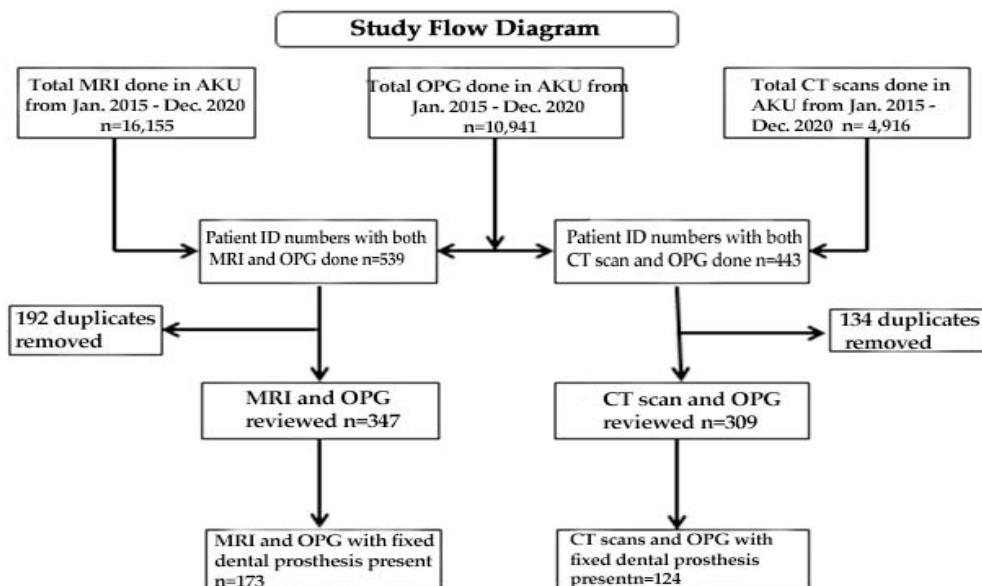 Study Flow Diagram
Total MRI done in AKU
from Jan. 2015 - Dec. 2020
n=16,155
Total OPG done in AKU from
Jan. 2015 - Dec. 2020
n=10,941
Total CT scans done in
AKU from Jan. 2015 -
Dec. 2020 n= 4,916
Patient ID numbers with both
MRI and OPG done n=539
Patient ID numbers with both
CT scan and OPG done n=443
192 duplicates
removed
134 duplicates
removed
MRI and OPG
reviewed n=347
CT scan and OPG
reviewed n=309
MRI and OPG with fixed
dental prosthesis present
n=173
CT scans and OPG with
fixed dental prosthesis
presentn=124